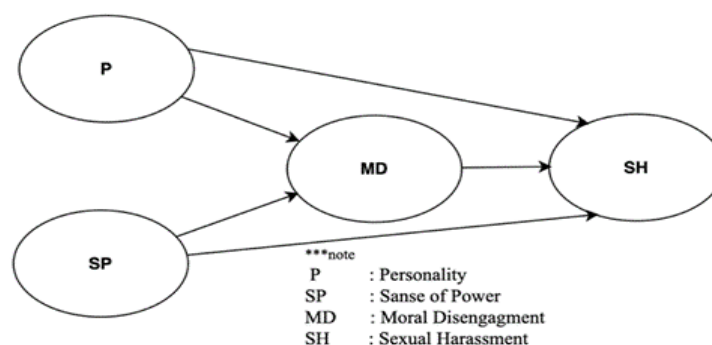 P
MD
SH
SP
***note
P : Personality
SP : Sanse of Power
MD : Moral Disengagment
SH : Sexual Harassment